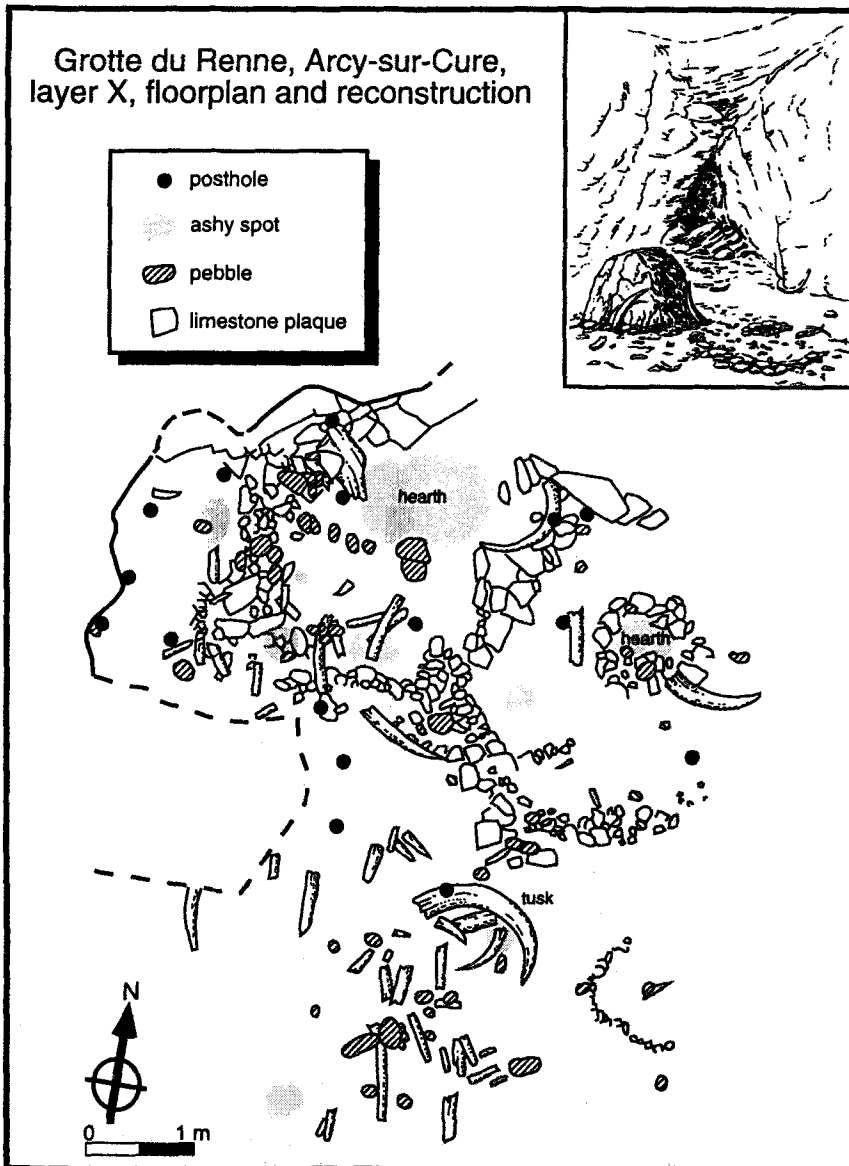 Grotte du Renne, Arcy-sur-Cure,
layer X, floorplan and reconstruction
posthole
ashy spot
pebble
limestone plaque
hearth
hearth
tusk
N
0 1 m